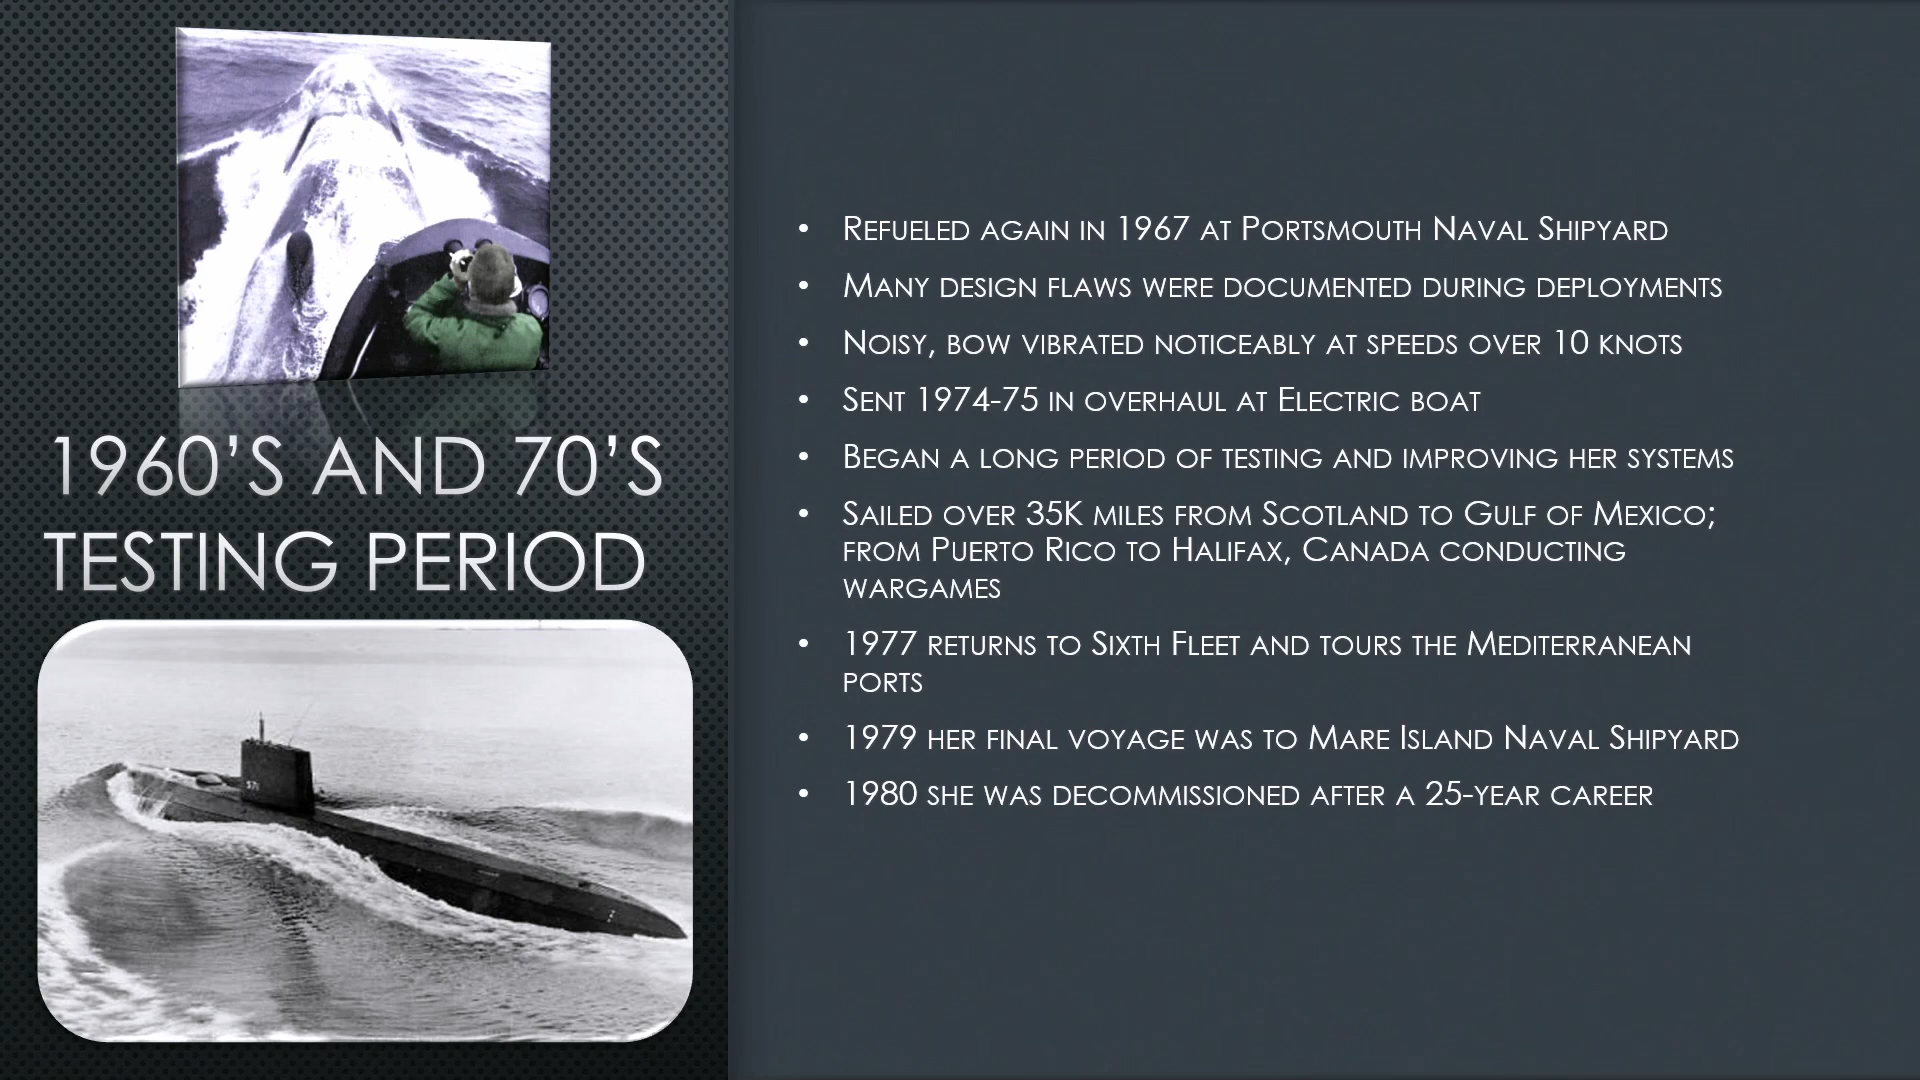 1960’S AND 70’S
TESTING PERIOD
571
• Refueled again in 1967 at Portsmouth Naval Shipyard
• Many design flaws were documented during deployments
• Noisy, bow vibrated noticeably at speeds over 10 knots
• Sent 1974-75 in overhaul at Electric boat
• Began a long period of testing and improving her systems
• Sailed over 35K miles from Scotland to Gulf of Mexico;
from Puerto Rico to Halifax, Canada conducting
wargames
• 1977 returns to Sixth Fleet and tours the Mediterranean
ports
• 1979 her final voyage was to Mare Island Naval Shipyard
• 1980 she was decommissioned after a 25-year career